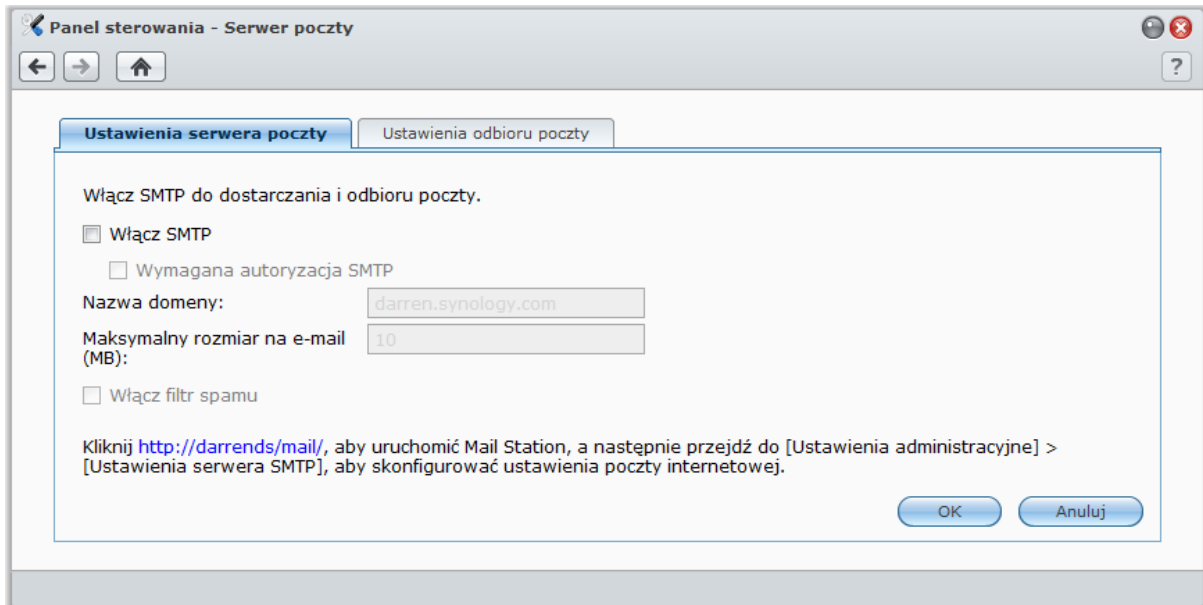 Panel sterowania - Serwer poczty
?
Ustawienia serwera poczty
Ustawienia odbioru poczty
Włącz SMTP do dostarczania i odbioru poczty.
Włącz SMTP
Wymagana autoryzacja SMTP
Nazwa domeny:
darren.synology.com
Maksymalny rozmiar na e-mail
(MB):
10
Włącz filtr spamu
Kliknij http://darrends/mail/, aby uruchomić Mail Station, a następnie przejdź do [Ustawienia administracyjne] >
[Ustawienia serwera SMTP], aby skonfigurować ustawienia poczty internetowej.
OK
Anuluj